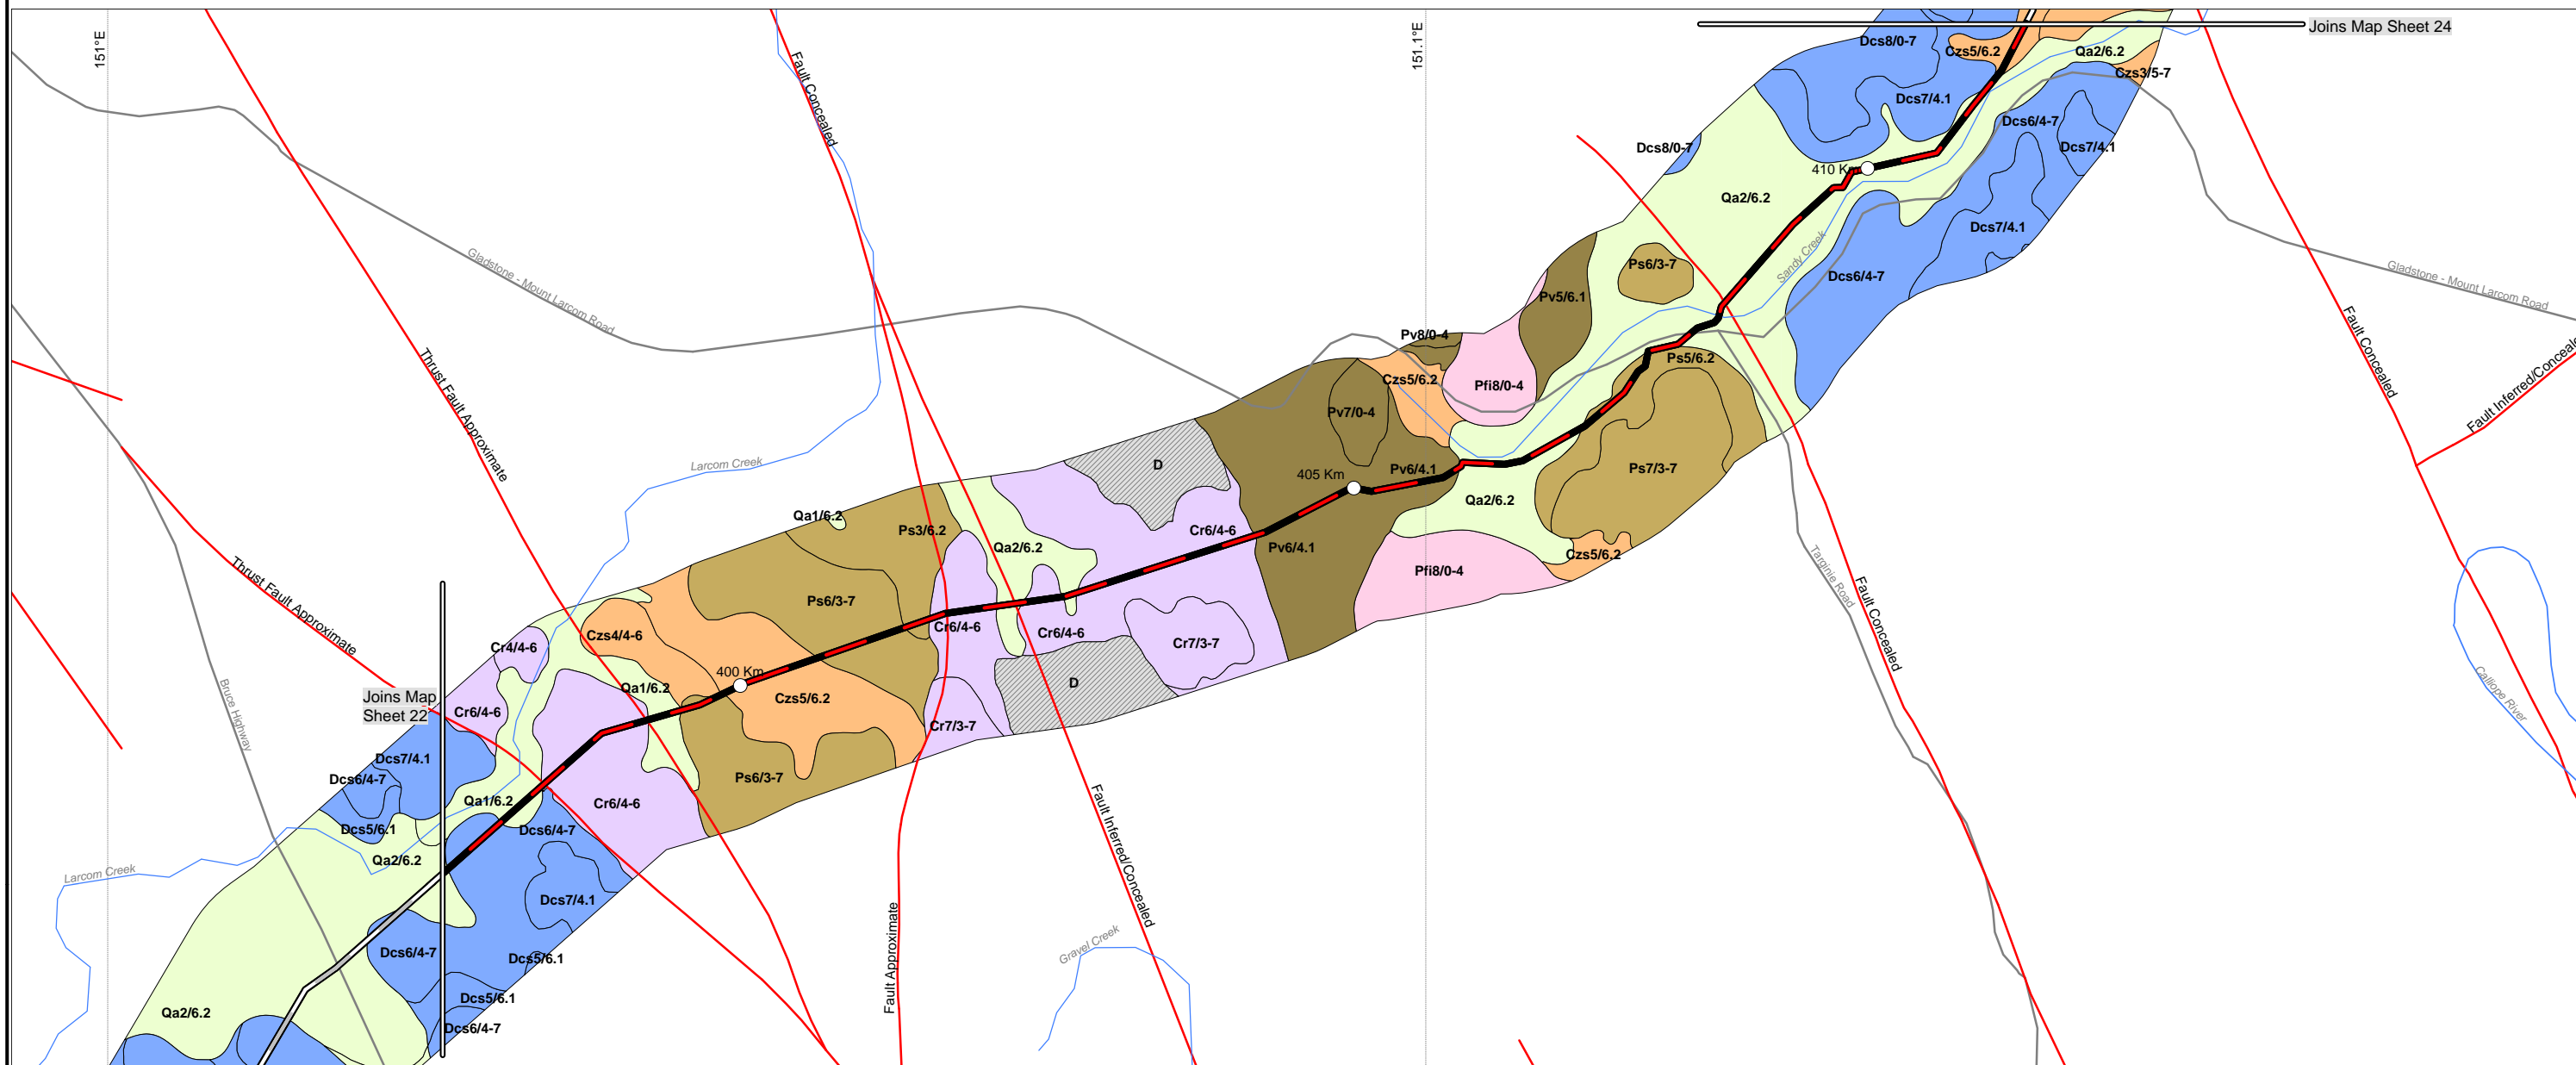 151°E
151.1°E
Joins Map Sheet 24
Dcs8/0-7
Czs5/6.2
Qa2/6.2
Czs3/5-7
Dcs7/4.1
Dcs6/4-7
Dcs7/4.1
Dcs8/0-7
410 Km
Qa2/6.2
Dcs7/4.1
Dcs6/4-7
Sandy Creek
Ps6/3-7
Pv5/6.1
Fault Concealed
Gladstone - Mount Larcom Road
Gladstone - Mount Larcom Road
Fault Concealed
Fault Inferred/Conceale
Thrust Fault Approximate
Pv8/0-4
Ps5/6.2
Czs5/6.2
Pfi8/0-4
Pv7/0-4
Larcom Creek
D
405 Km
Pv6/4.1
Ps7/3-7
Qa2/6.2
Qa1/6.2
Ps3/6.2
Cr6/4-6
Qa2/6.2
Pv6/4.1
Czs5/6.2
Pfi8/0-4
Targinie Road
Fault Concealed
Thrust Fault Approximate
Ps6/3-7
Cr6/4-6
Cr6/4-6
Cr7/3-7
Czs4/4-6
Cr4/4-6
400 Km
Qa1/6.2
Czs5/6.2
D
Calliope River
Joins Map
Sheet 22
Cr6/4-6
Cr7/3-7
Bruce Highway
Dcs7/4.1
Dcs6/4-7
Ps6/3-7
Qa1/6.2
Cr6/4-6
Dcs5/6.1
Dcs6/4-7
Qa2/6.2
Larcom Creek
Fault Inferred/Concealed
Dcs7/4.1
Fault Approximate
Gravel Creek
Dcs6/4-7
Dcs5/6.1
Dcs5/6.1
Qa2/6.2
Dcs6/4-7